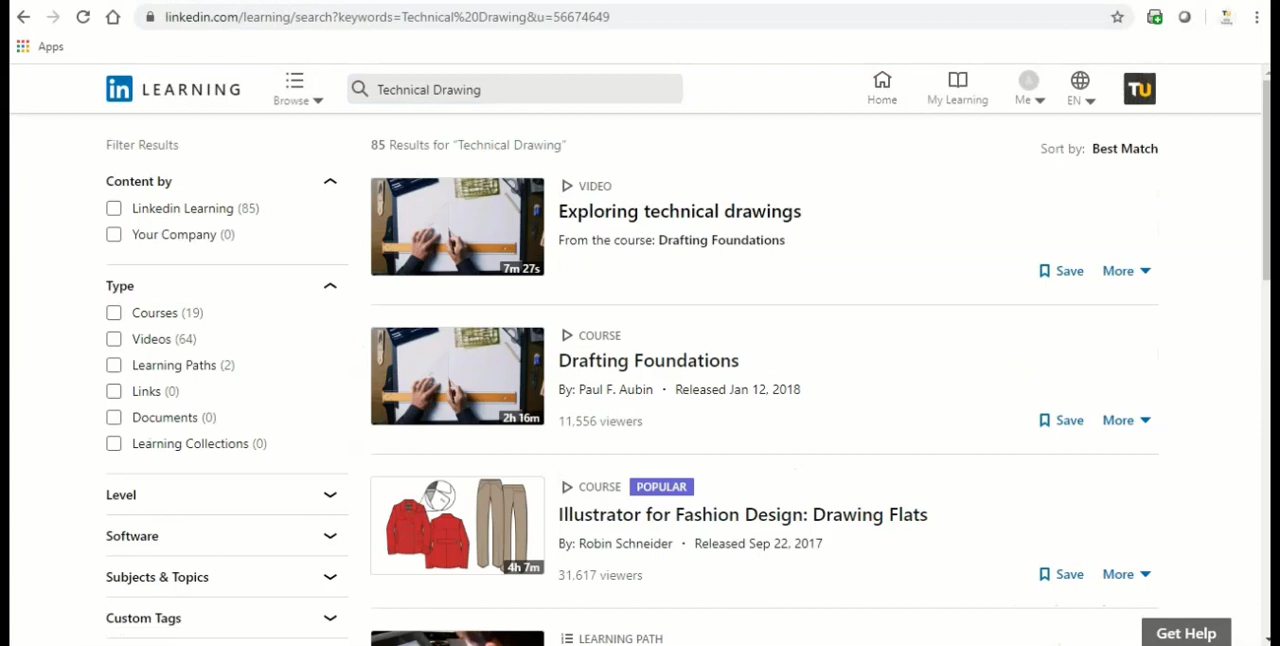 linkedin.com/learning/search?keywords=Technical%20Drawing&u=56674649
Apps
in LEARNING
Browse
Technical Drawing
Home
My Learning
Me
EN
TU
Filter Results
Content by
Linkedin Learning (85)
Your Company (0)
Type
Courses (19)
Videos (64)
Learning Paths (2)
Links (0)
Documents (0)
Learning Collections (0)
Level
Software
Subjects & Topics
Custom Tags
85 Results for “Technical Drawing”
Sort by: Best Match
7m 27s
VIDEO
Exploring technical drawings
From the course: Drafting Foundations
Save More
2h 16m
COURSE
Drafting Foundations
By: Paul F. Aubin · Released Jan 12, 2018
11,556 viewers
Save More
4h 7m
COURSE POPULAR
Illustrator for Fashion Design: Drawing Flats
By: Robin Schneider · Released Sep 22, 2017
31,617 viewers
Save More
LEARNING PATH
Get Help